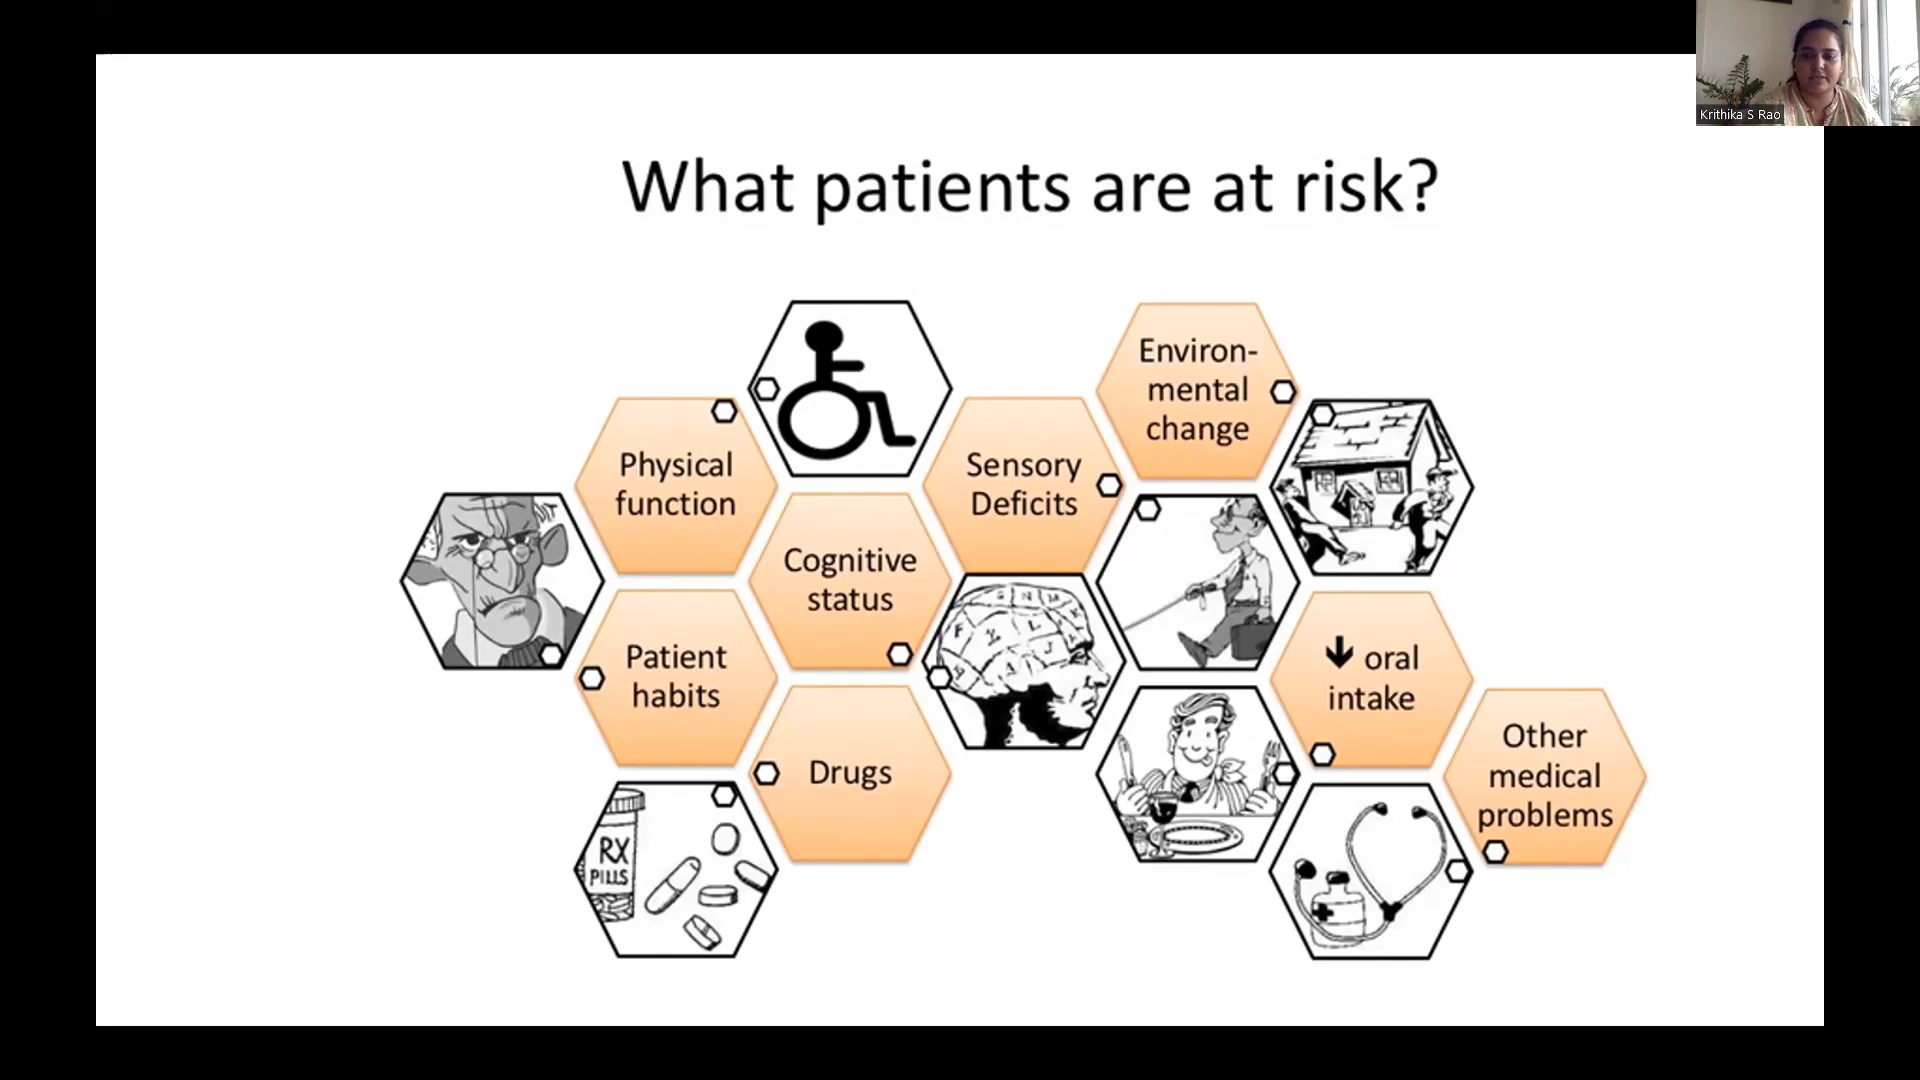 Krithika S Rao
What patients are at risk?
Environ-
mental
change
Physical
function
Sensory
Deficits
Cognitive
status
Patient
habits
oral
intake
Other
medical
problems
Drugs
RX
PILLS